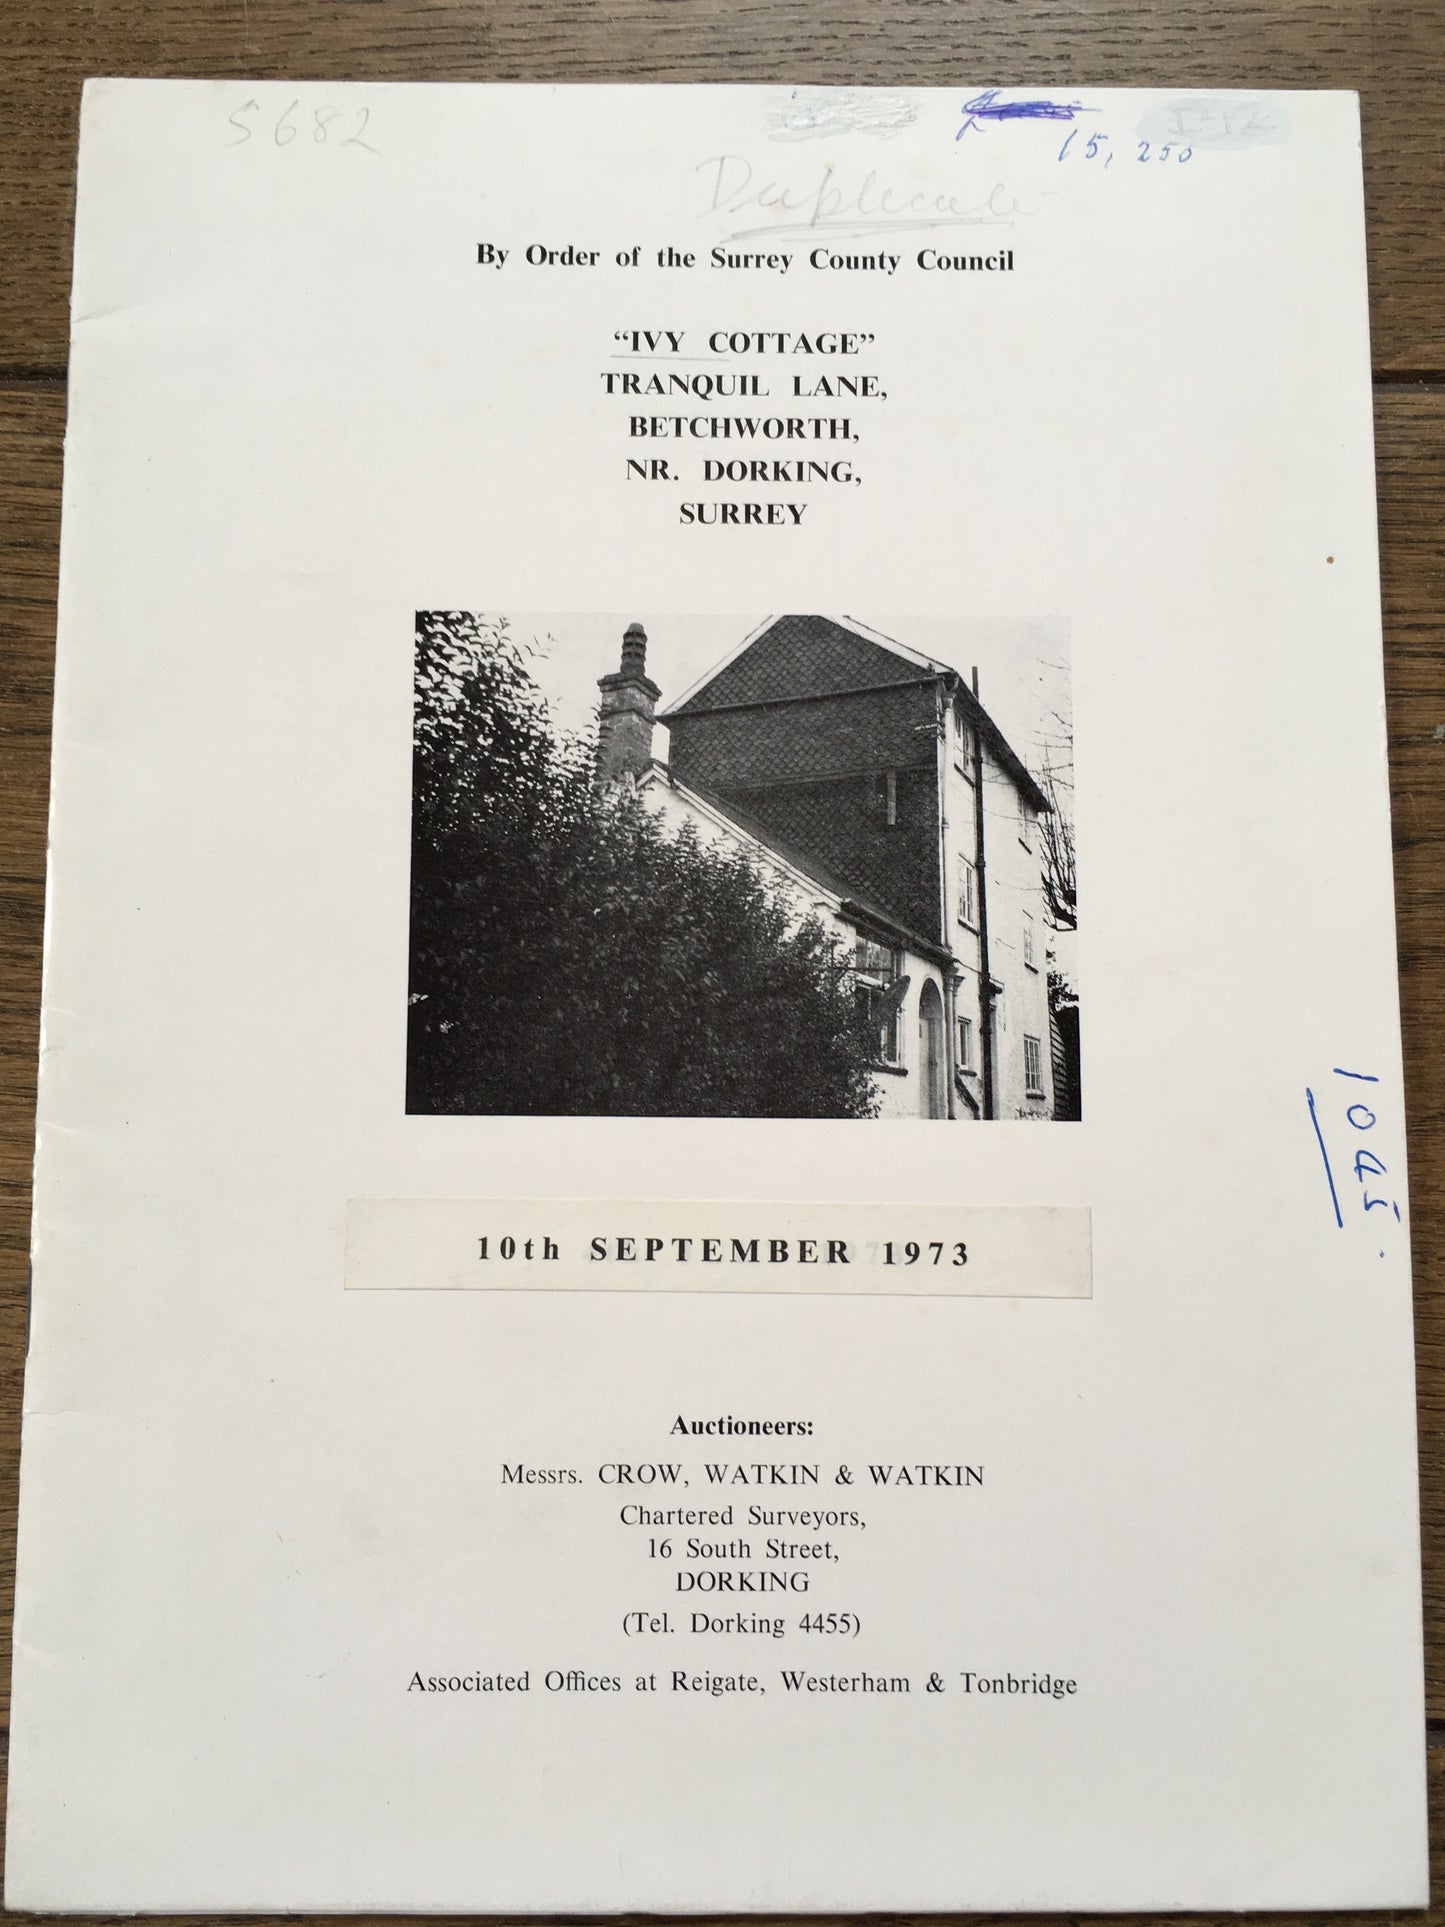 5682
15, 250
Duplicate
By Order of the Surrey County Council
“IVY COTTAGE”
TRANQUIL LANE,
BETCHWORTH,
NR. DORKING,
SURREY
1045
10th SEPTEMBER 1973
Auctioneers:
Messrs. CROW, WATKIN & WATKIN
Chartered Surveyors,
16 South Street,
DORKING
(Tel. Dorking 4455)
Associated Offices at Reigate, Westerham & Tonbridge